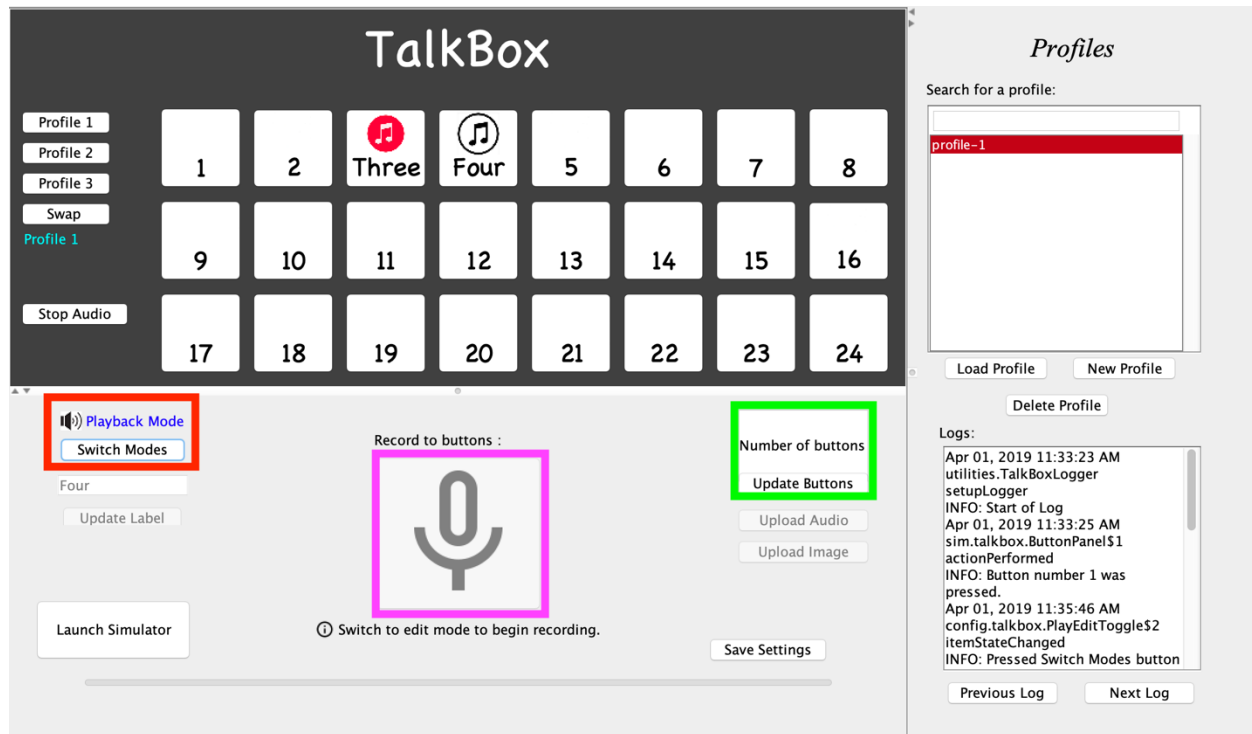 TalkBox
Profile 1
Profile 2
Profile 3
Swap
Profile 1
Stop Audio
1 2 Three Four 5 6 7 8
9 10 11 12 13 14 15 16
17 18 19 20 21 22 23 24
Playback Mode
Switch Modes
Four
Update Label
Launch Simulator
Record to buttons :
Switch to edit mode to begin recording.
Number of buttons
Update Buttons
Upload Audio
Upload Image
Save Settings
Profiles
Search for a profile:
profile-1
Load Profile New Profile
Delete Profile
Logs:
Apr 01, 2019 11:33:23 AM
utilities.TalkBoxLogger
setupLogger
INFO: Start of Log
Apr 01, 2019 11:33:25 AM
sim.talkbox.ButtonPanel$1
actionPerformed
INFO: Button number 1 was
pressed.
Apr 01, 2019 11:35:46 AM
config.talkbox.PlayEditToggle$2
itemStateChanged
INFO: Pressed Switch Modes button
Previous Log Next Log